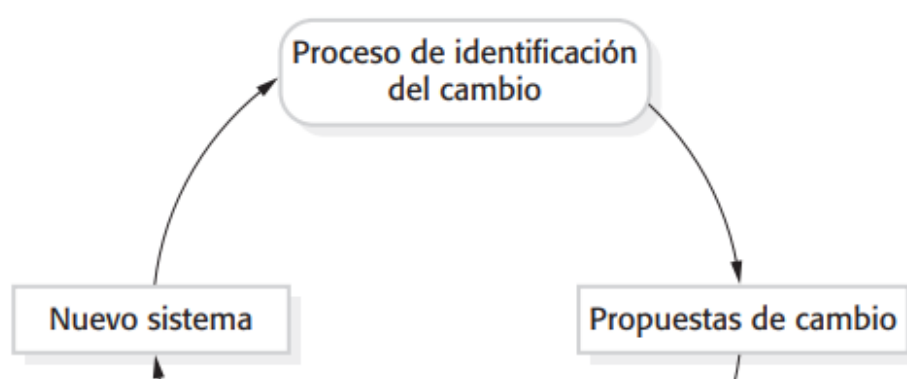 Proceso de identificación
del cambio
Nuevo sistema
Propuestas de cambio